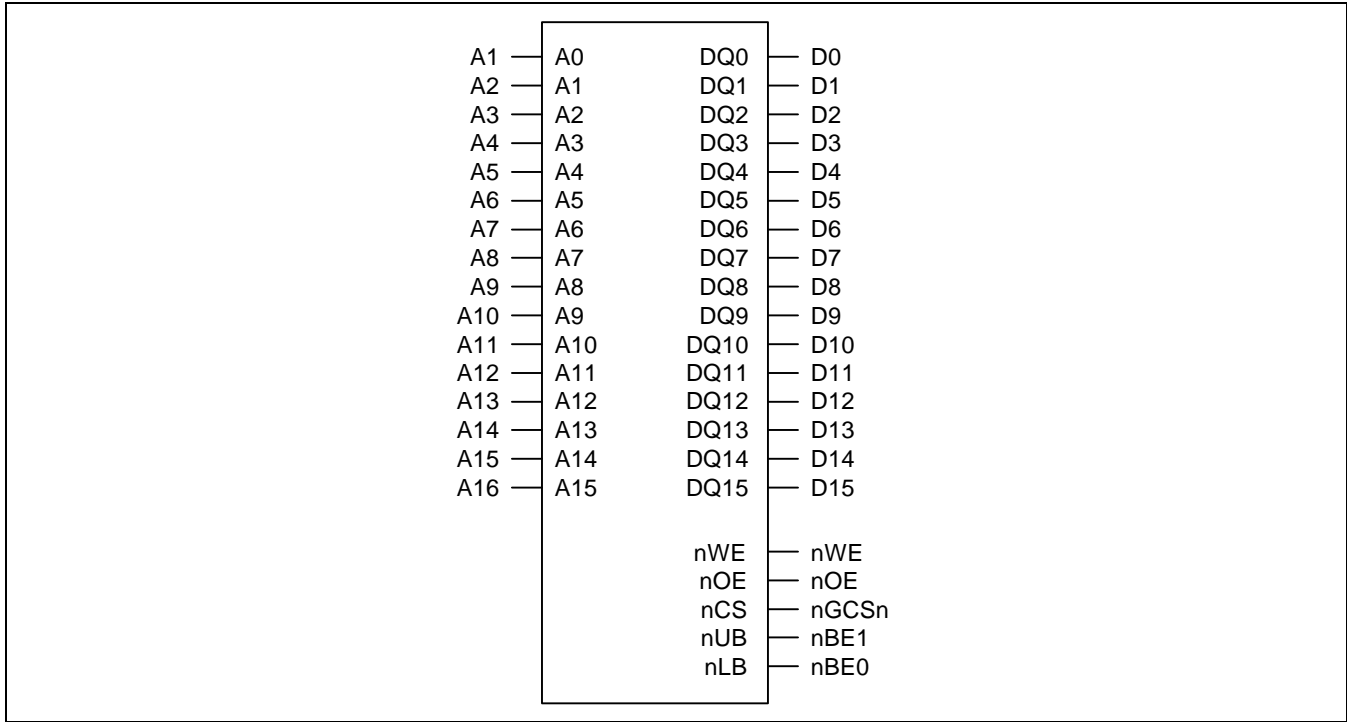 A1 A0 DQ0 D0
A2 A1 DQ1 D1
A3 A2 DQ2 D2
A4 A3 DQ3 D3
A5 A4 DQ4 D4
A6 A5 DQ5 D5
A7 A6 DQ6 D6
A8 A7 DQ7 D7
A9 A8 DQ8 D8
A10 A9 DQ9 D9
A11 A10 DQ10 D10
A12 A11 DQ11 D11
A13 A12 DQ12 D12
A14 A13 DQ13 D13
A15 A14 DQ14 D14
A16 A15 DQ15 D15
nWE nWE
nOE nOE
nCS nGCSn
nUB nBE1
nLB nBE0